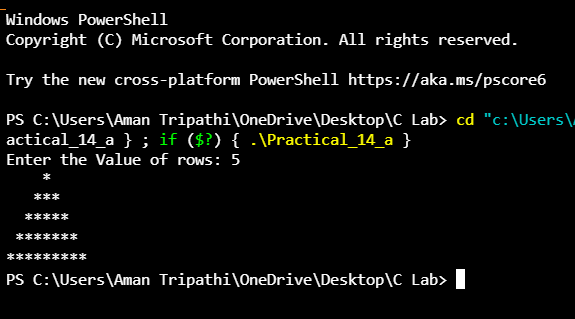 Windows PowerShell
Copyright (C) Microsoft Corporation. All rights reserved.
Try the new cross-platform PowerShell https://aka.ms/pscore6
PS C:\Users\Aman Tripathi\OneDrive\Desktop\C Lab> cd "c:\Users\
actical_14_a } ; if ($?) { .\Practical_14_a }
Enter the Value of rows: 5
    *
   ***
  *****
 *******
*********
PS C:\Users\Aman Tripathi\OneDrive\Desktop\C Lab>